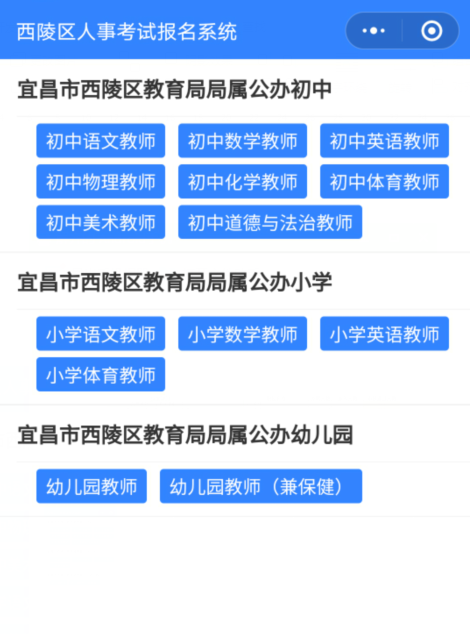 西陵区人事考试报名系统
宜昌市西陵区教育局局属公办初中
初中语文教师 初中数学教师 初中英语教师
初中物理教师 初中化学教师 初中体育教师
初中美术教师 初中道德与法治教师
宜昌市西陵区教育局局属公办小学
小学语文教师 小学数学教师 小学英语教师
小学体育教师
宜昌市西陵区教育局局属公办幼儿园
幼儿园教师 幼儿园教师（兼保健）